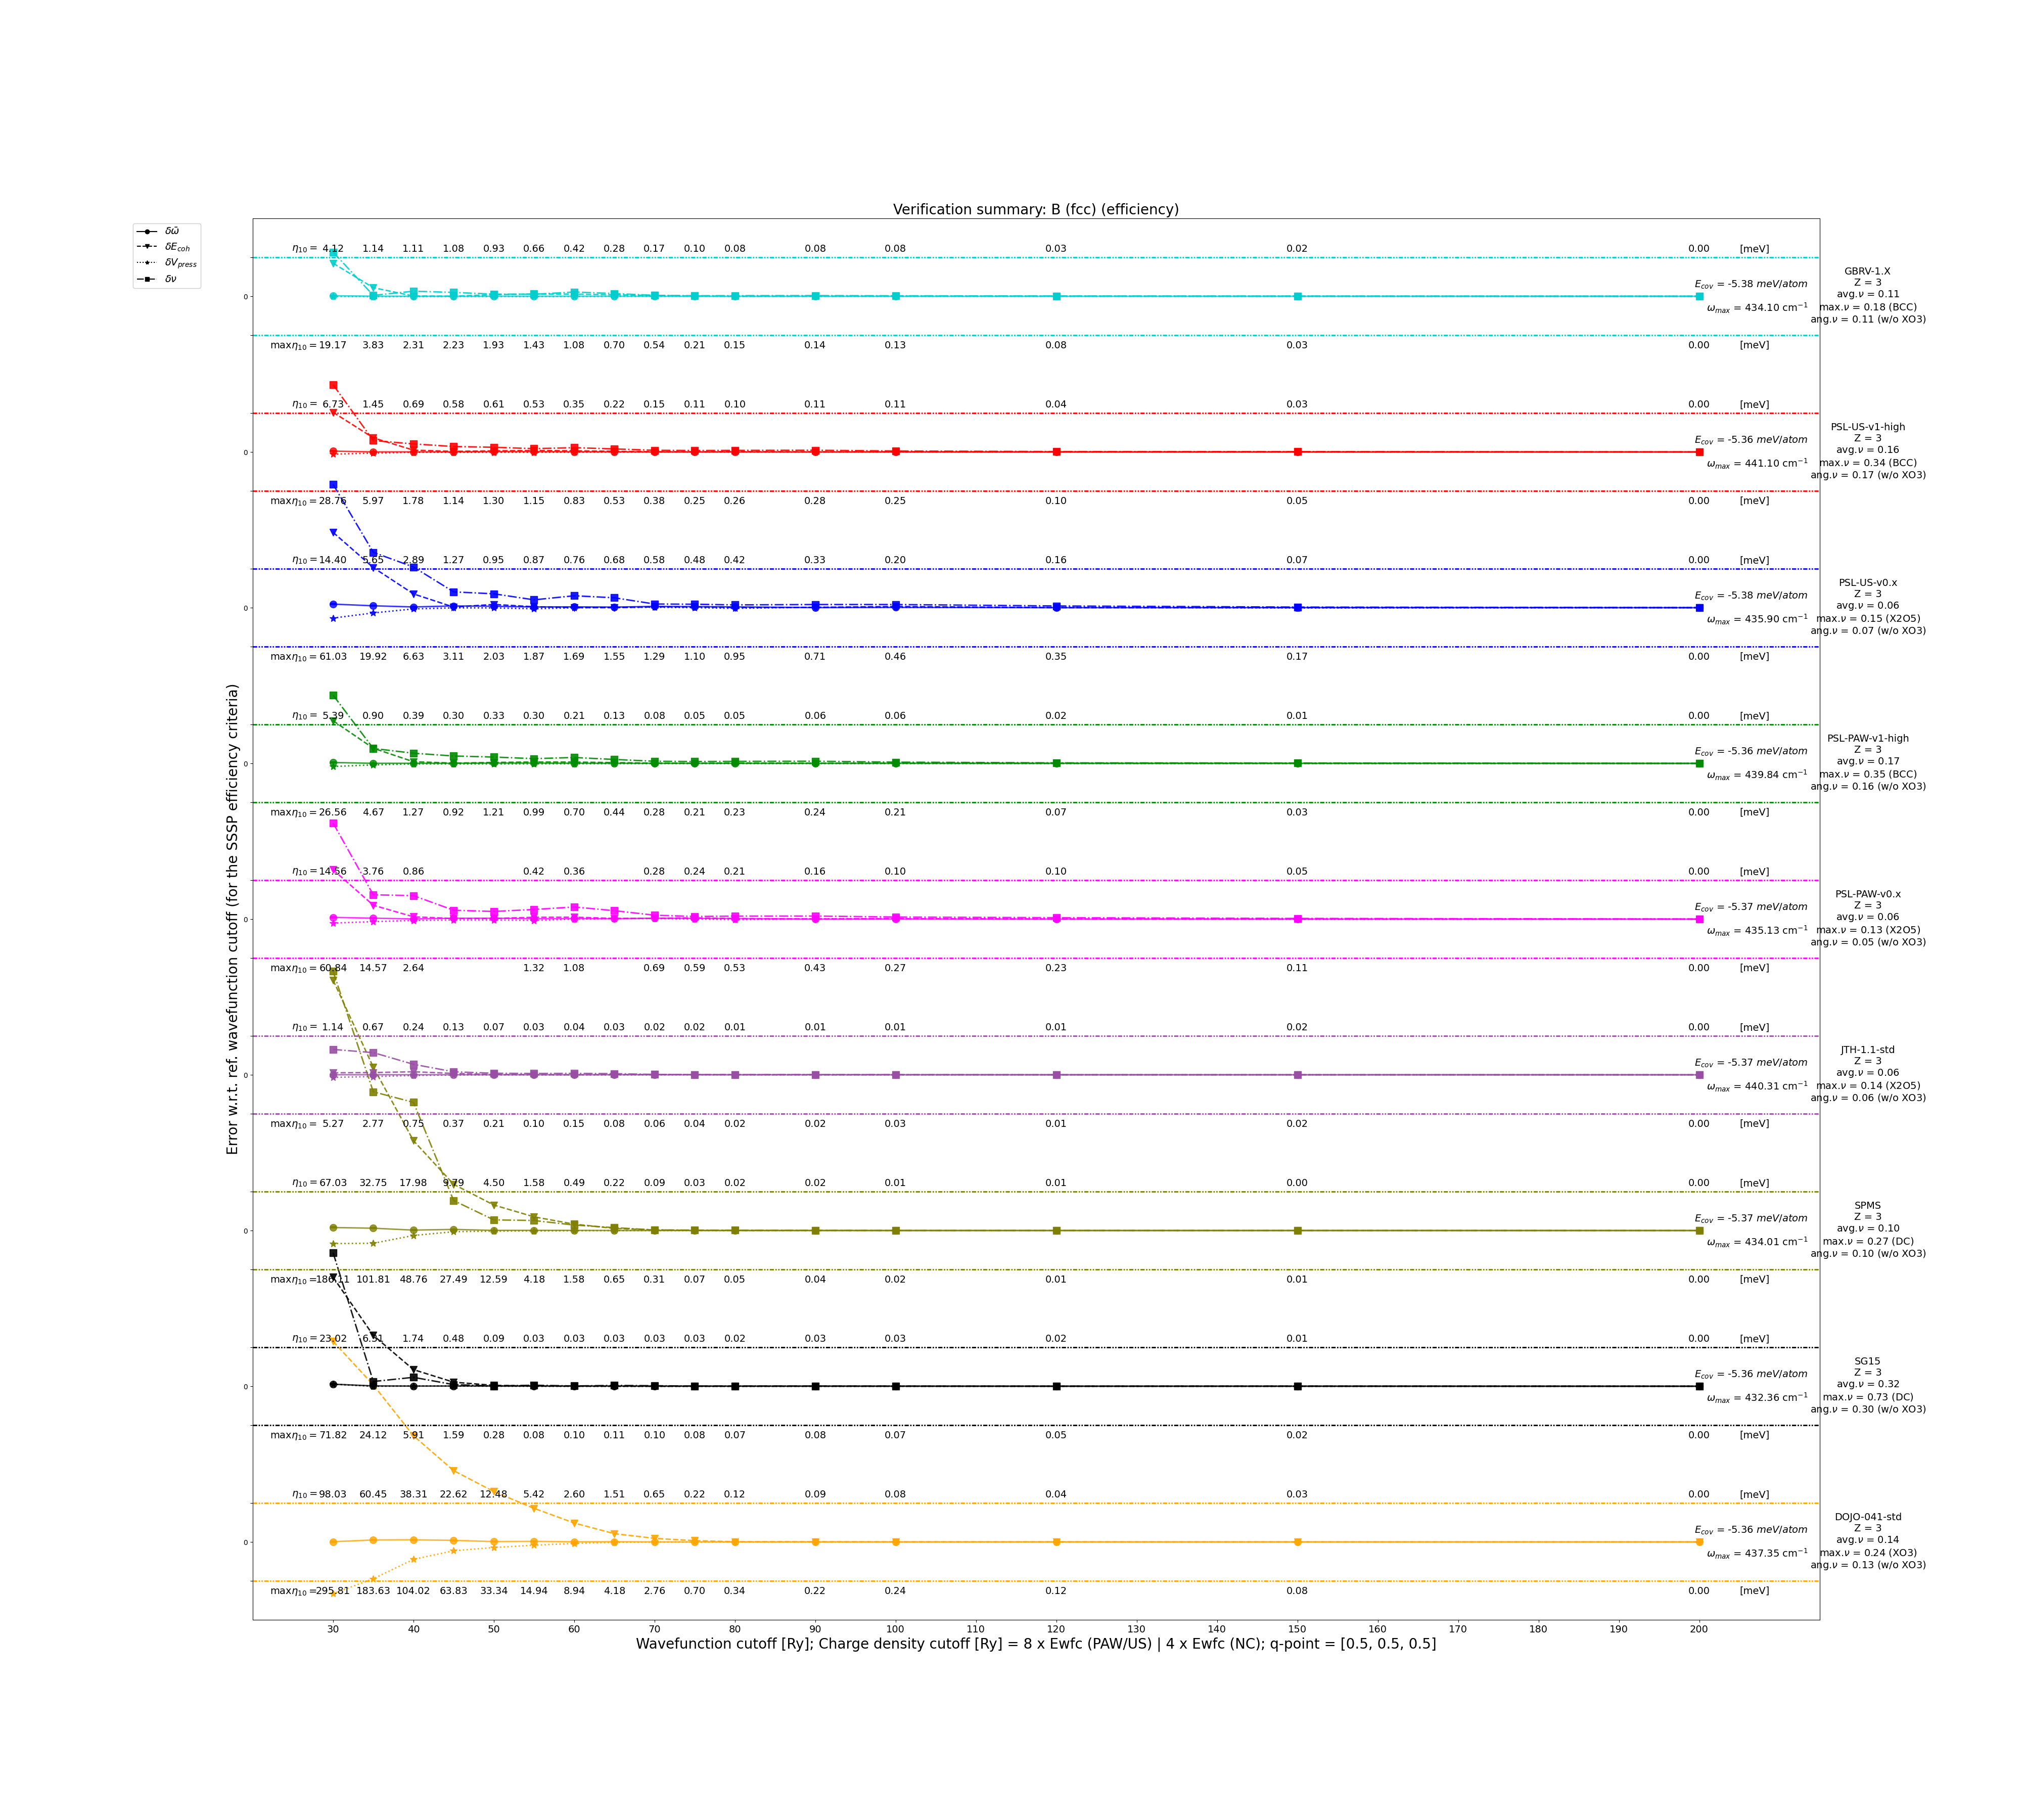 Verification summary: B (fcc) (efficiency)
δω̄
δE_coh
δV_press
δν
Error w.r.t. ref. wavefunction cutoff (for the SSSP efficiency criteria)
η₁₀ = 4.12 1.14 1.11 1.08 0.93 0.66 0.42 0.28 0.17 0.10 0.08 0.08 0.08 0.03 0.02 0.00 [meV]
0
E_cov = -5.38 meV/atom
ω_max = 434.10 cm⁻¹
GBRV-1.X
Z = 3
avg.ν = 0.11
max.ν = 0.18 (BCC)
ang.ν = 0.11 (w/o XO3)
maxη₁₀ = 19.17 3.83 2.31 2.23 1.93 1.43 1.08 0.70 0.54 0.21 0.15 0.14 0.13 0.08 0.03 0.00 [meV]
η₁₀ = 6.73 1.45 0.69 0.58 0.61 0.53 0.35 0.22 0.15 0.11 0.10 0.11 0.11 0.04 0.03 0.00 [meV]
0
E_cov = -5.36 meV/atom
ω_max = 441.10 cm⁻¹
PSL-US-v1-high
Z = 3
avg.ν = 0.16
max.ν = 0.34 (BCC)
ang.ν = 0.17 (w/o XO3)
maxη₁₀ = 28.76 5.97 1.78 1.14 1.30 1.15 0.83 0.53 0.38 0.25 0.26 0.28 0.25 0.10 0.05 0.00 [meV]
η₁₀ = 14.40 5.65 2.89 1.27 0.95 0.87 0.76 0.68 0.58 0.48 0.42 0.33 0.20 0.16 0.07 0.00 [meV]
0
E_cov = -5.38 meV/atom
ω_max = 435.90 cm⁻¹
PSL-US-v0.x
Z = 3
avg.ν = 0.06
max.ν = 0.15 (X2O5)
ang.ν = 0.07 (w/o XO3)
maxη₁₀ = 61.03 19.92 6.63 3.11 2.03 1.87 1.69 1.55 1.29 1.10 0.95 0.71 0.46 0.35 0.17 0.00 [meV]
η₁₀ = 5.39 0.90 0.39 0.30 0.33 0.30 0.21 0.13 0.08 0.05 0.05 0.06 0.06 0.02 0.01 0.00 [meV]
0
E_cov = -5.36 meV/atom
ω_max = 439.84 cm⁻¹
PSL-PAW-v1-high
Z = 3
avg.ν = 0.17
max.ν = 0.35 (BCC)
ang.ν = 0.16 (w/o XO3)
maxη₁₀ = 26.56 4.67 1.27 0.92 1.21 0.99 0.70 0.44 0.28 0.21 0.23 0.24 0.21 0.07 0.03 0.00 [meV]
η₁₀ = 14.56 3.76 0.86 0.42 0.36 0.28 0.24 0.21 0.16 0.10 0.10 0.05 0.00 [meV]
0
E_cov = -5.37 meV/atom
ω_max = 435.13 cm⁻¹
PSL-PAW-v0.x
Z = 3
avg.ν = 0.06
max.ν = 0.13 (X2O5)
ang.ν = 0.05 (w/o XO3)
maxη₁₀ = 60.84 14.57 2.64 1.32 1.08 0.69 0.59 0.53 0.43 0.27 0.23 0.11 0.00 [meV]
η₁₀ = 1.14 0.67 0.24 0.13 0.07 0.03 0.04 0.03 0.02 0.02 0.01 0.01 0.01 0.01 0.02 0.00 [meV]
0
E_cov = -5.37 meV/atom
ω_max = 440.31 cm⁻¹
JTH-1.1-std
Z = 3
avg.ν = 0.06
max.ν = 0.14 (X2O5)
ang.ν = 0.06 (w/o XO3)
maxη₁₀ = 5.27 2.77 0.75 0.37 0.21 0.10 0.15 0.08 0.06 0.04 0.02 0.02 0.03 0.01 0.02 0.00 [meV]
η₁₀ = 67.03 32.75 17.98 9.79 4.50 1.58 0.49 0.22 0.09 0.03 0.02 0.02 0.01 0.01 0.00 0.00 [meV]
0
E_cov = -5.37 meV/atom
ω_max = 434.01 cm⁻¹
SPMS
Z = 3
avg.ν = 0.10
max.ν = 0.27 (DC)
ang.ν = 0.10 (w/o XO3)
maxη₁₀ = 186.11 101.81 48.76 27.49 12.59 4.18 1.58 0.65 0.31 0.07 0.05 0.04 0.02 0.01 0.01 0.00 [meV]
η₁₀ = 23.02 6.51 1.74 0.48 0.09 0.03 0.03 0.03 0.03 0.03 0.02 0.03 0.03 0.02 0.01 0.00 [meV]
0
E_cov = -5.36 meV/atom
ω_max = 432.36 cm⁻¹
SG15
Z = 3
avg.ν = 0.32
max.ν = 0.73 (DC)
ang.ν = 0.30 (w/o XO3)
maxη₁₀ = 71.82 24.12 5.91 1.59 0.28 0.08 0.10 0.11 0.10 0.08 0.07 0.08 0.07 0.05 0.02 0.00 [meV]
η₁₀ = 98.03 60.45 38.31 22.62 12.48 5.42 2.60 1.51 0.65 0.22 0.12 0.09 0.08 0.04 0.03 0.00 [meV]
0
E_cov = -5.36 meV/atom
ω_max = 437.35 cm⁻¹
DOJO-041-std
Z = 3
avg.ν = 0.14
max.ν = 0.24 (XO3)
ang.ν = 0.13 (w/o XO3)
maxη₁₀ = 295.81 183.63 104.02 63.83 33.34 14.94 8.94 4.18 2.76 0.70 0.34 0.22 0.24 0.12 0.08 0.00 [meV]
30 40 50 60 70 80 90 100 110 120 130 140 150 160 170 180 190 200
Wavefunction cutoff [Ry]; Charge density cutoff [Ry] = 8 x Ewfc (PAW/US) | 4 x Ewfc (NC); q-point = [0.5, 0.5, 0.5]